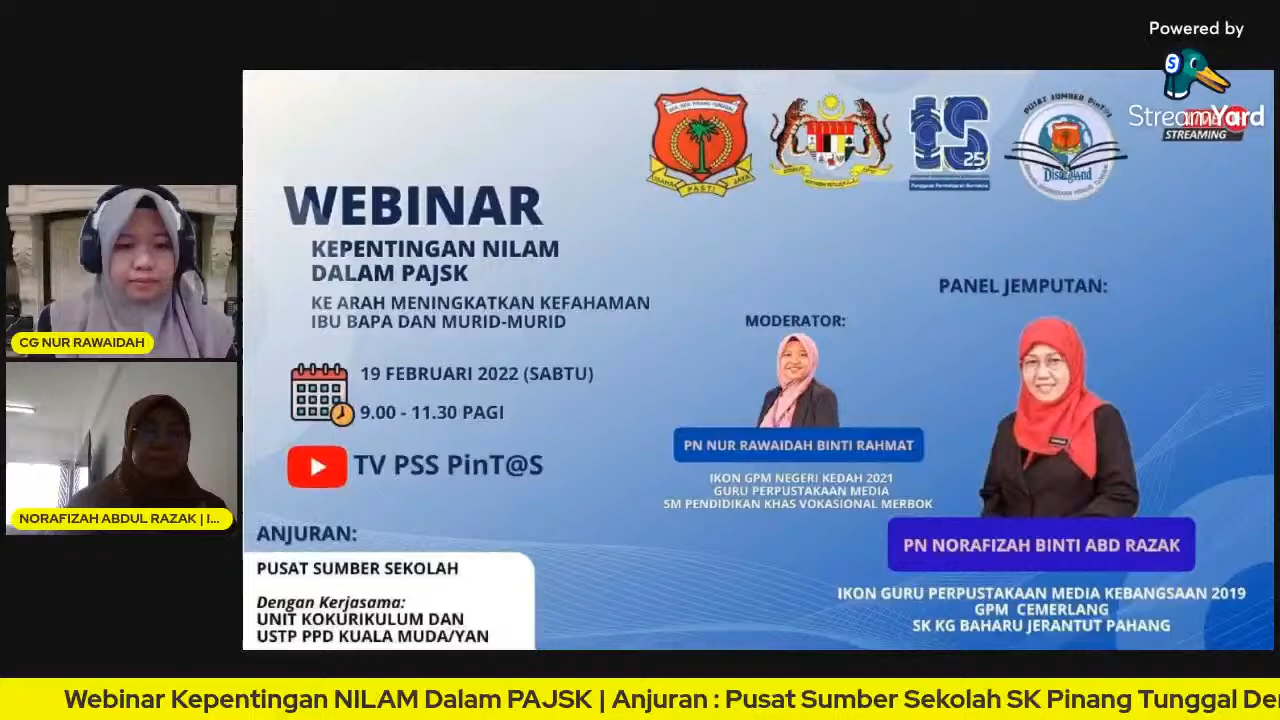 Powered by
StreamYard
STREAMING
PUSAT SUMBER PinT@S
PASTI
25
WEBINAR
KEPENTINGAN NILAM
DALAM PAJSK
KE ARAH MENINGKATKAN KEFAHAMAN
IBU BAPA DAN MURID-MURID
19 FEBRUARI 2022 (SABTU)
9.00 - 11.30 PAGI
TV PSS PinT@S
ANJURAN:
PUSAT SUMBER SEKOLAH
Dengan Kerjasama:
UNIT KOKURIKULUM DAN
USTP PPD KUALA MUDA/YAN
MODERATOR:
PN NUR RAWAIDAH BINTI RAHMAT
IKON GPM NEGERI KEDAH 2021
GURU PERPUSTAKAAN MEDIA
SM PENDIDIKAN KHAS VOKASIONAL MERBOK
PANEL JEMPUTAN:
PN NORAFIZAH BINTI ABD RAZAK
IKON GURU PERPUSTAKAAN MEDIA KEBANGSAAN 2019
GPM CEMERLANG
SK KG BAHARU JERANTUT PAHANG
CG NUR RAWAIDAH
NORAFIZAH ABDUL RAZAK | I...
Webinar Kepentingan NILAM Dalam PAJSK | Anjuran : Pusat Sumber Sekolah SK Pinang Tunggal De